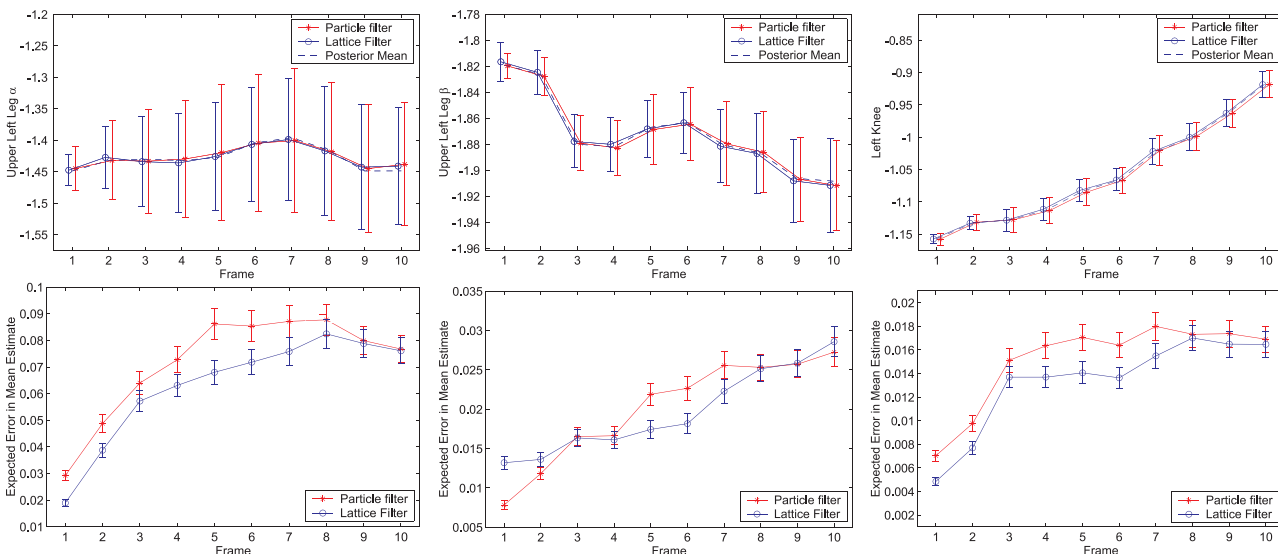 -1.2
-1.25
-1.3
-1.35
-1.4
-1.45
-1.5
-1.55
Upper Left Leg α
Particle filter
Lattice Filter
Posterior Mean
1 2 3 4 5 6 7 8 9 10
Frame
-1.78
-1.8
-1.82
-1.84
-1.86
-1.88
-1.9
-1.92
-1.94
-1.96
Upper Left Leg β
Particle filter
Lattice Filter
Posterior Mean
1 2 3 4 5 6 7 8 9 10
Frame
-0.85
-0.9
-0.95
-1
-1.05
-1.1
-1.15
Left Knee
Particle filter
Lattice Filter
Posterior Mean
1 2 3 4 5 6 7 8 9 10
Frame
0.1
0.09
0.08
0.07
0.06
0.05
0.04
0.03
0.02
0.01
Expected Error in Mean Estimate
Particle filter
Lattice Filter
1 2 3 4 5 6 7 8 9 10
Frame
0.035
0.03
0.025
0.02
0.015
0.01
0.005
Expected Error in Mean Estimate
Particle filter
Lattice Filter
1 2 3 4 5 6 7 8 9 10
Frame
0.02
0.018
0.016
0.014
0.012
0.01
0.008
0.006
0.004
0.002
Expected Error in Mean Estimate
Particle filter
Lattice Filter
1 2 3 4 5 6 7 8 9 10
Frame